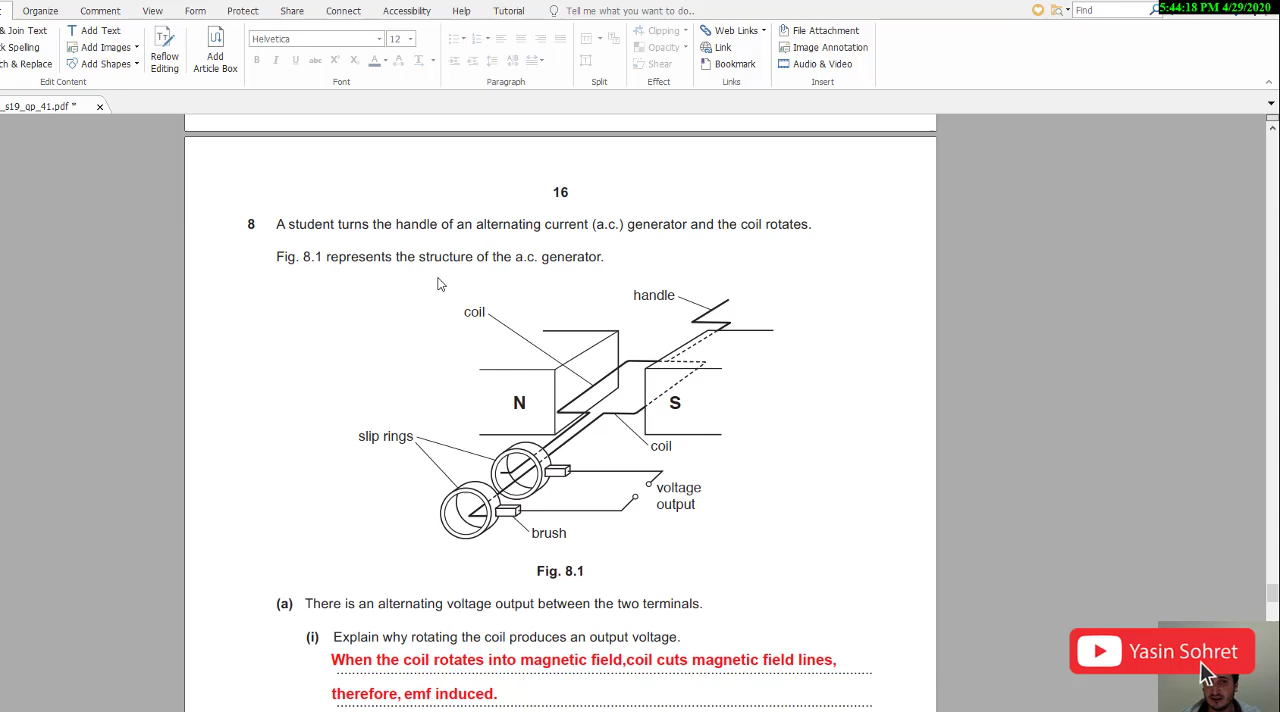 5:44:18 PM 4/29/2020
Organize Comment View Form Protect Share Connect Accessibility Help Tutorial Tell me what you want to do.. Find
Join Text Add Text Web Links File Attachment
Spelling Add Images Reflow Editing Add Article Box Helvetica 12 Clipping Link Image Annotation
& Replace Add Shapes Opacity Shear Bookmark Audio & Video
Edit Content Font Paragraph Split Effect Links Insert
_s19_qp_41.pdf *
16
8 A student turns the handle of an alternating current (a.c.) generator and the coil rotates.
Fig. 8.1 represents the structure of the a.c. generator.
handle
coil
N
S
slip rings
coil
voltage
output
brush
Fig. 8.1
(a) There is an alternating voltage output between the two terminals.
(i) Explain why rotating the coil produces an output voltage.
When the coil rotates into magnetic field,coil cuts magnetic field lines,
therefore, emf induced.
Yasin Sohret